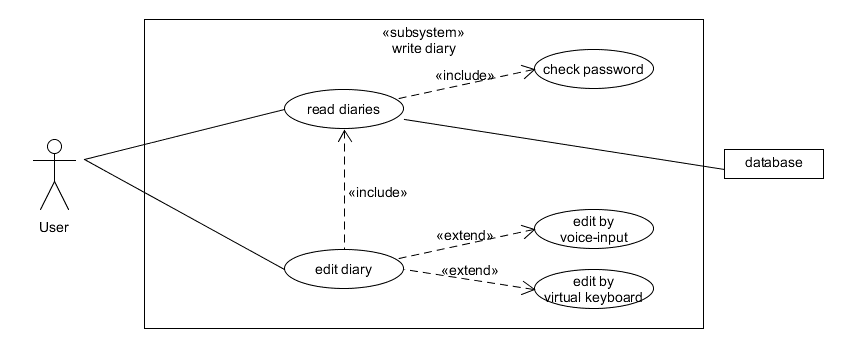 «subsystem»
write diary
«include»
check password
read diaries
database
«include»
User
edit diary
«extend»
edit by
voice-input
«extend»
edit by
virtual keyboard